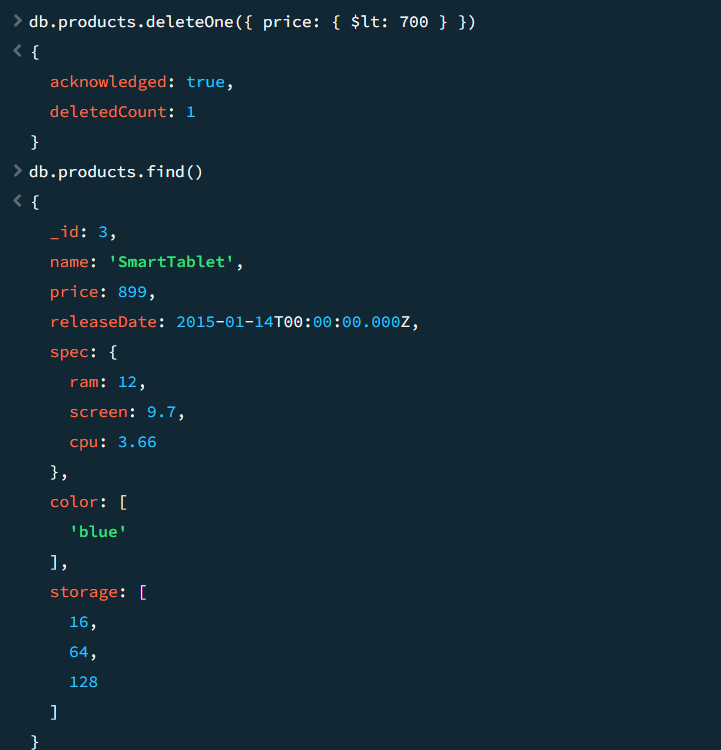 > db.products.deleteOne({ price: { $lt: 700 } })
< {
acknowledged: true,
deletedCount: 1
}
> db.products.find()
< {
_id: 3,
name: 'SmartTablet',
price: 899,
releaseDate: 2015-01-14T00:00:00.000Z,
spec: {
ram: 12,
screen: 9.7,
cpu: 3.66
},
color: [
'blue'
],
storage: [
16,
64,
128
]
}